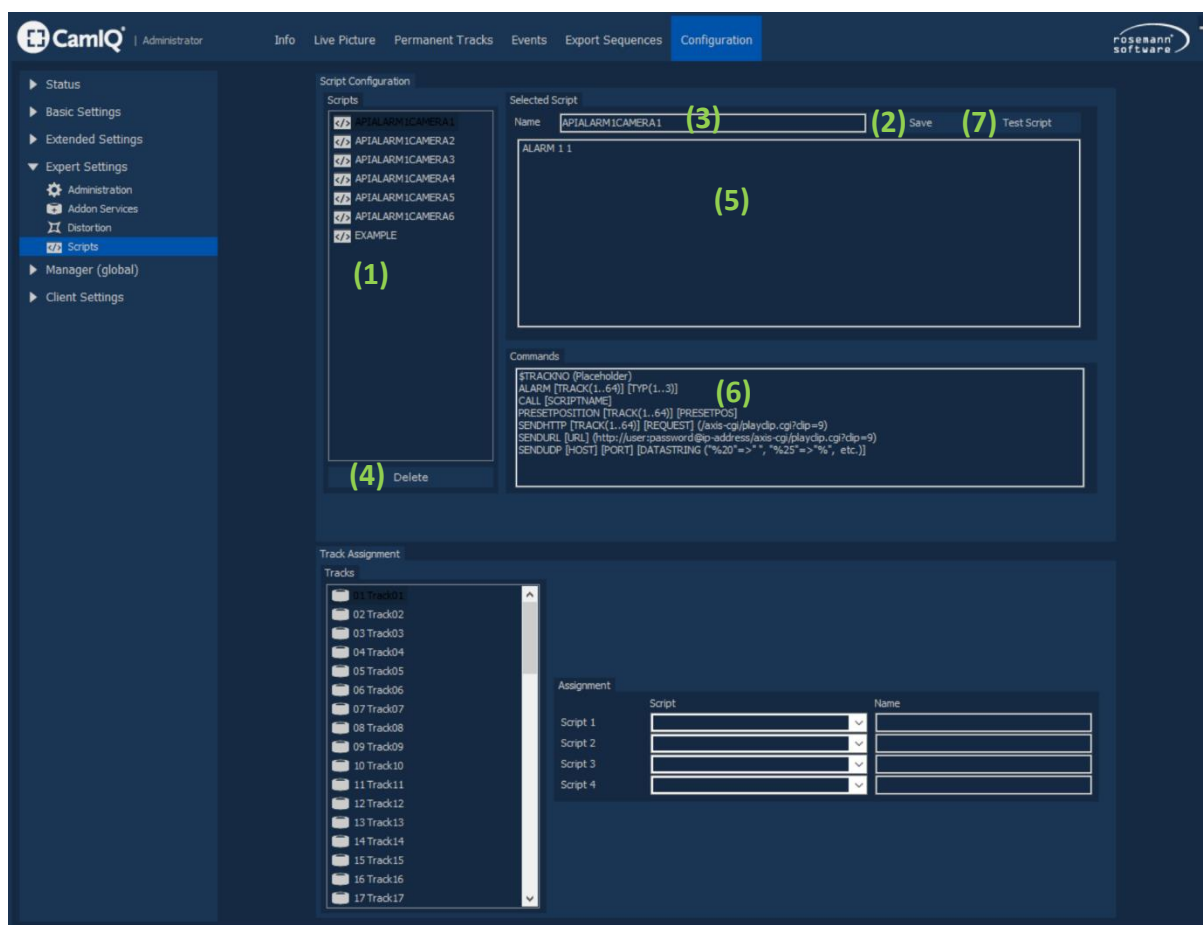 CamIQ® | Administrator
Info Live Picture Permanent Tracks Events Export Sequences Configuration
rosemann®
software
Status
Basic Settings
Extended Settings
Expert Settings
Administration
Addon Services
Distortion
Scripts
Manager (global)
Client Settings
Script Configuration
Scripts
APIALARM1CAMERA1
APIALARM1CAMERA2
APIALARM1CAMERA3
APIALARM1CAMERA4
APIALARM1CAMERA5
APIALARM1CAMERA6
EXAMPLE
(1)
(4) Delete
Selected Script
Name APIALARM1CAMERA1 (3) (2) Save (7) Test Script
ALARM 1 1
(5)
Commands
$TRACKNO (Placeholder)
ALARM [TRACK(1..64)] [TYP(1..3)]
(6)
CALL [SCRIPTNAME]
PRESETPOSITION [TRACK(1..64)] [PRESETPOS]
SENDHTTP [TRACK(1..64)] [REQUEST] (/axis-cgi/playclip.cgi?clip=9)
SENDURL [URL] (http://user:password@ip-address/axis-cgi/playclip.cgi?clip=9)
SENDUDP [HOST] [PORT] [DATASTRING ("%20"=>" ", "%25"=>"%", etc.)]
Track Assignment
Tracks
01 Track01
02 Track02
03 Track03
04 Track04
05 Track05
06 Track06
07 Track07
08 Track08
09 Track09
10 Track10
11 Track11
12 Track12
13 Track13
14 Track14
15 Track15
16 Track16
17 Track17
Assignment
Script Name
Script 1
Script 2
Script 3
Script 4